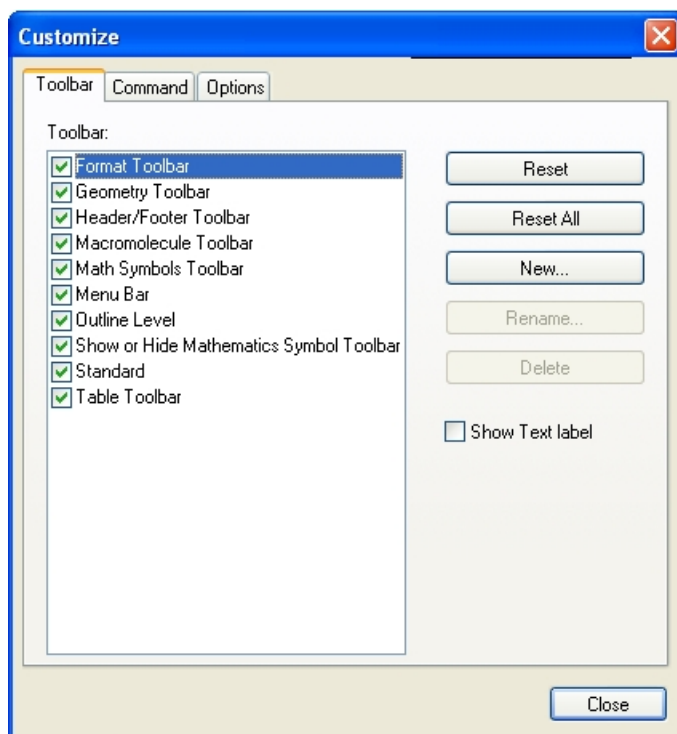 Customize
Toolbar Command Options
Toolbar:
Format Toolbar
Geometry Toolbar
Header/Footer Toolbar
Macromolecule Toolbar
Math Symbols Toolbar
Menu Bar
Outline Level
Show or Hide Mathematics Symbol Toolbar
Standard
Table Toolbar
Reset
Reset All
New...
Rename...
Delete
Show Text label
Close